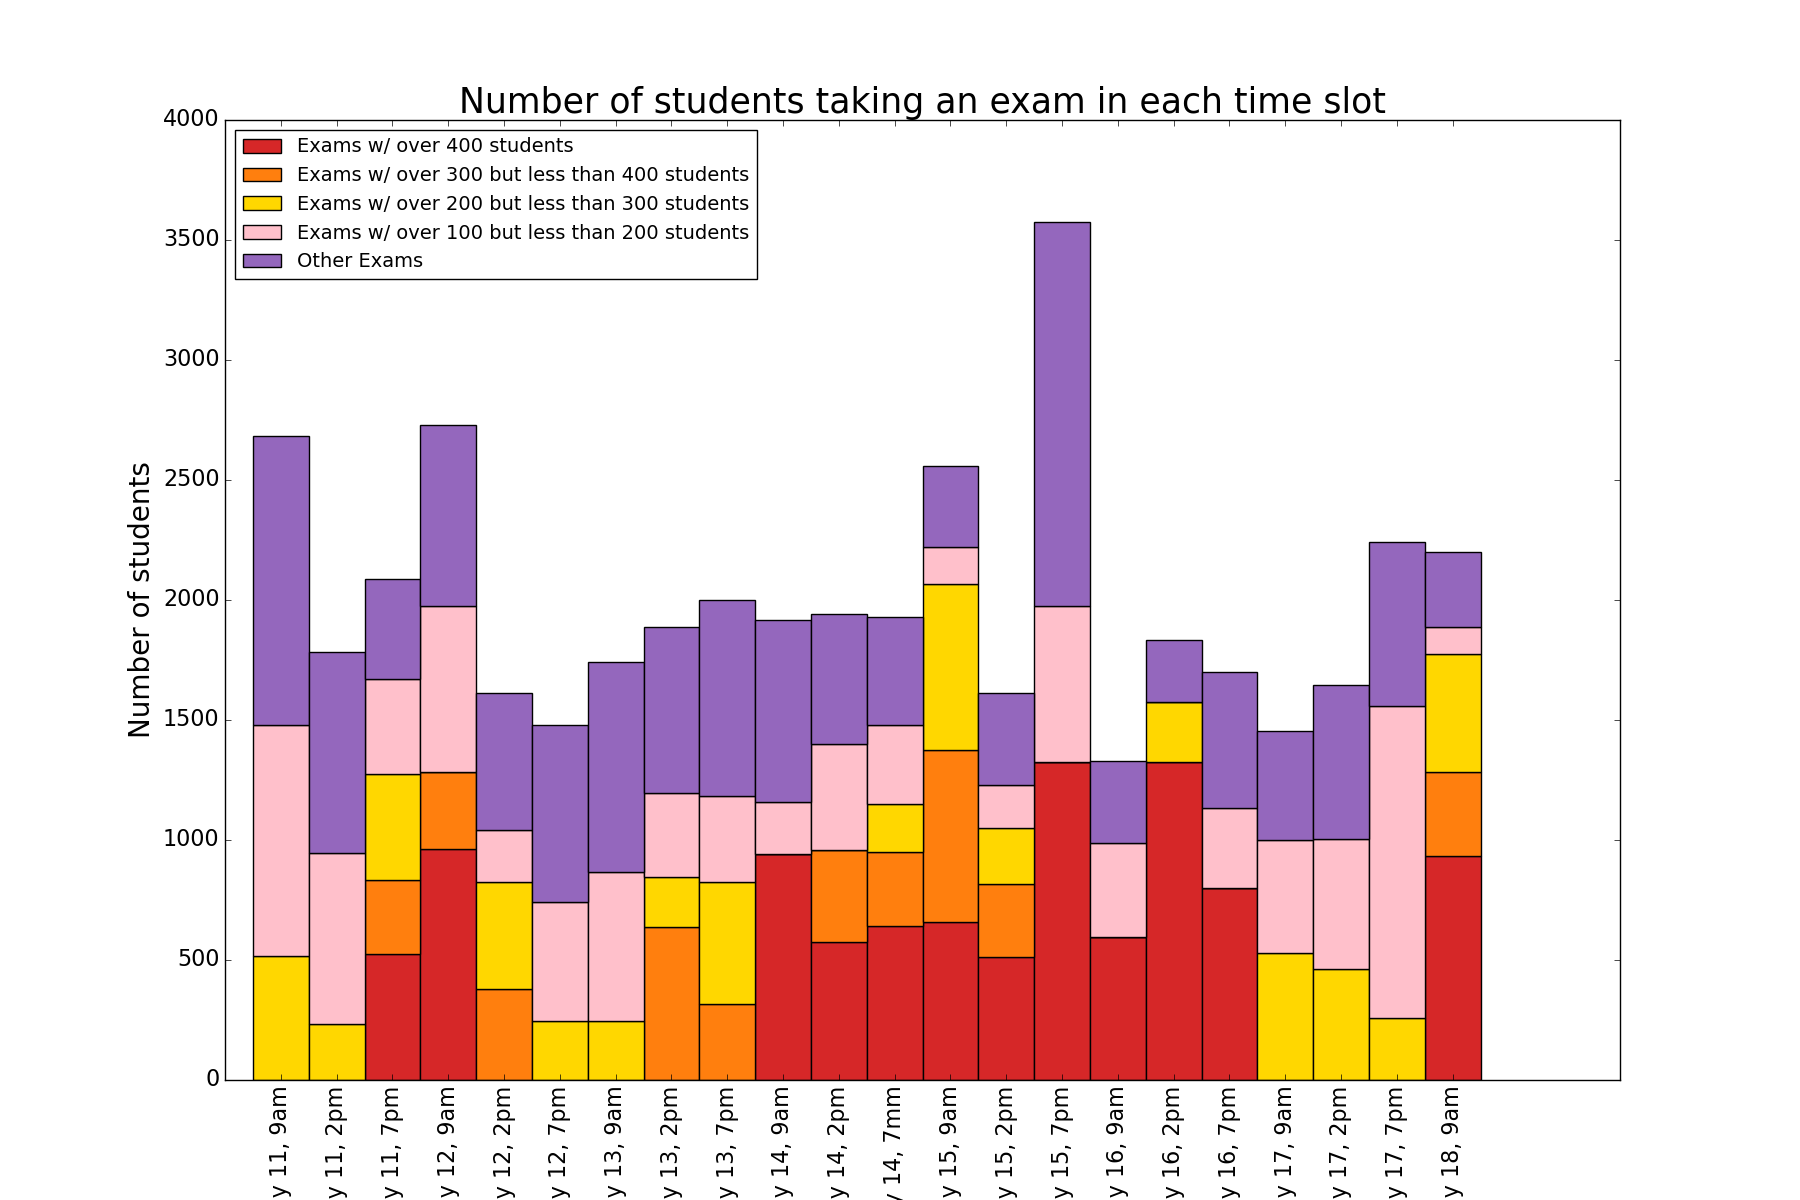 Number of students taking an exam in each time slot
Exams w/ over 400 students
Exams w/ over 300 but less than 400 students
Exams w/ over 200 but less than 300 students
Exams w/ over 100 but less than 200 students
Other Exams
Number of students
4000
3500
3000
2500
2000
1500
1000
500
0
y 11, 9am
y 11, 2pm
y 11, 7pm
y 12, 9am
y 12, 2pm
y 12, 7pm
y 13, 9am
y 13, 2pm
y 13, 7pm
y 14, 9am
y 14, 2pm
y 14, 7mm
y 15, 9am
y 15, 2pm
y 15, 7pm
y 16, 9am
y 16, 2pm
y 16, 7pm
y 17, 9am
y 17, 2pm
y 17, 7pm
y 18, 9am